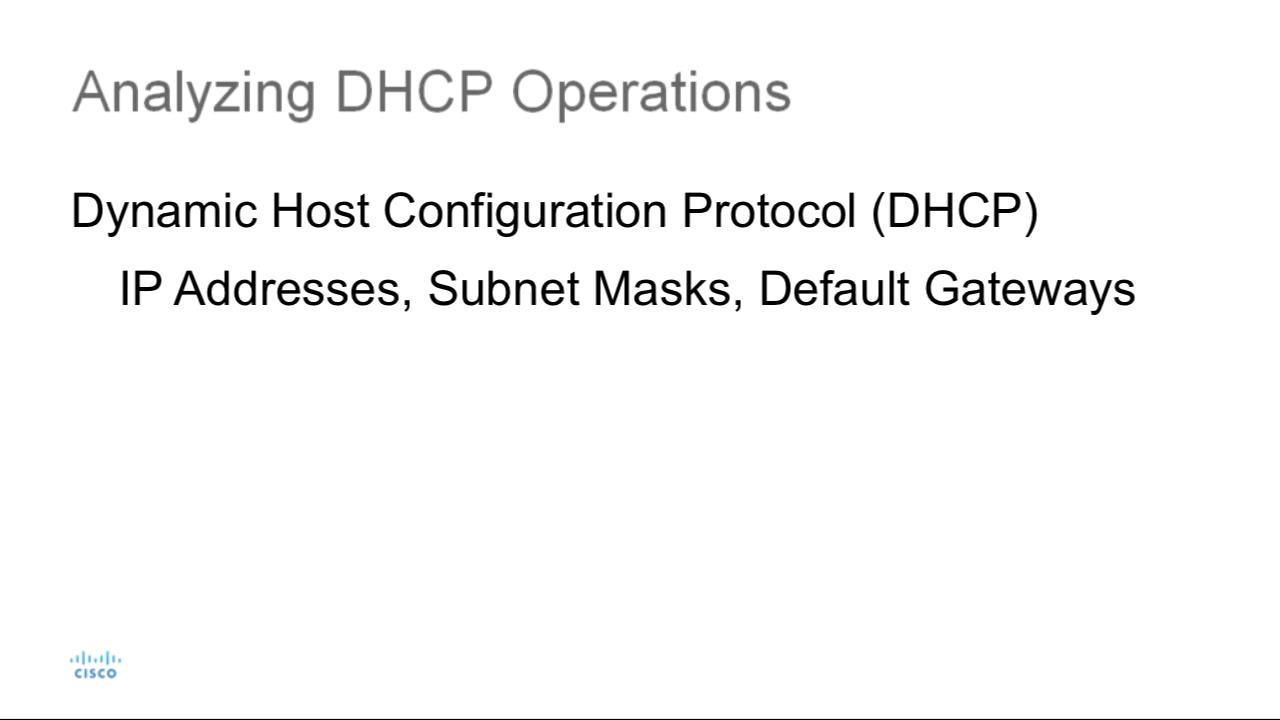 Analyzing DHCP Operations
Dynamic Host Configuration Protocol (DHCP)
IP Addresses, Subnet Masks, Default Gateways
CISCO